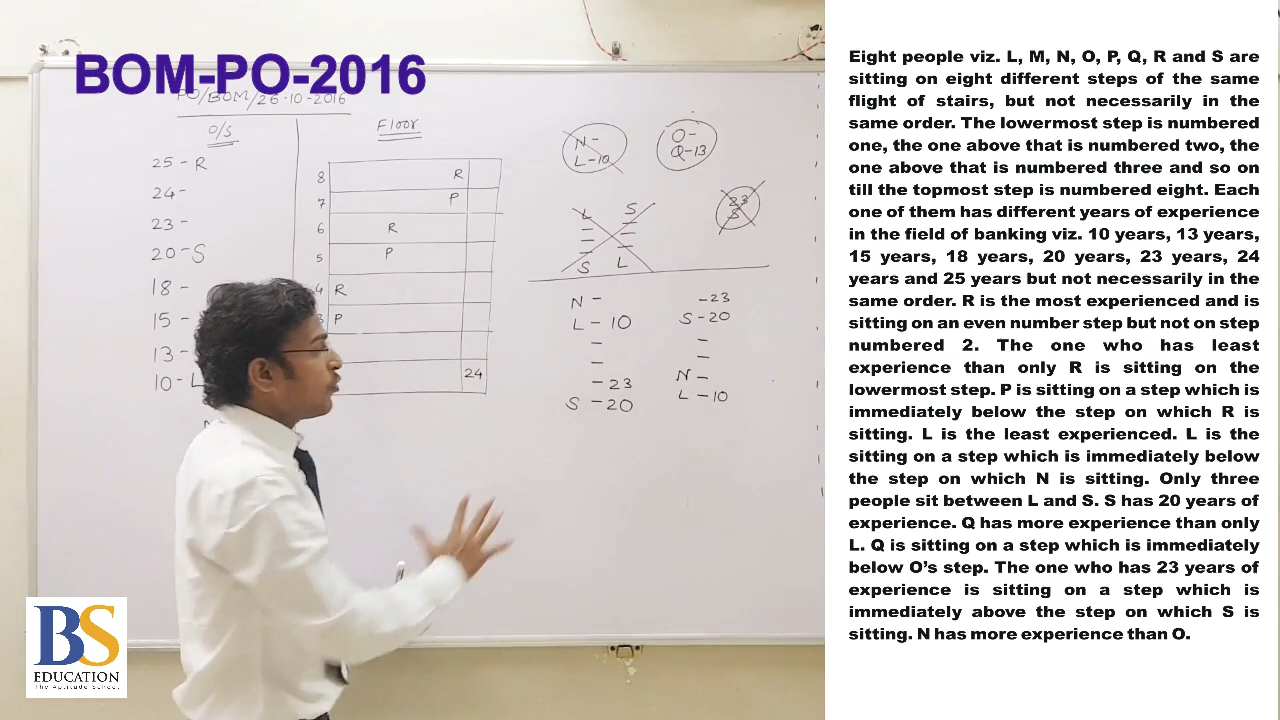 BOM-PO-2016
PO/BOM/26-10-2016
O/S
25-R
24-
23-
20-S
18-
15-
13-
10-L
Floor
8 R
7 P
6 R
5 P
4 R
3 P
24
N-
L-10
O-
Q-13
L
S
S
L
23
S
N-
L-10
-
-
-23
S-20
-23
S-20
-
-
N-
L-10
Eight people viz. L, M, N, O, P, Q, R and S are
sitting on eight different steps of the same
flight of stairs, but not necessarily in the
same order. The lowermost step is numbered
one, the one above that is numbered two, the
one above that is numbered three and so on
till the topmost step is numbered eight. Each
one of them has different years of experience
in the field of banking viz. 10 years, 13 years,
15 years, 18 years, 20 years, 23 years, 24
years and 25 years but not necessarily in the
same order. R is the most experienced and is
sitting on an even number step but not on step
numbered 2. The one who has least
experience than only R is sitting on the
lowermost step. P is sitting on a step which is
immediately below the step on which R is
sitting. L is the least experienced. L is the
sitting on a step which is immediately below
the step on which N is sitting. Only three
people sit between L and S. S has 20 years of
experience. Q has more experience than only
L. Q is sitting on a step which is immediately
below O's step. The one who has 23 years of
experience is sitting on a step which is
immediately above the step on which S is
sitting. N has more experience than O.
BS
EDUCATION
The Aptitude School